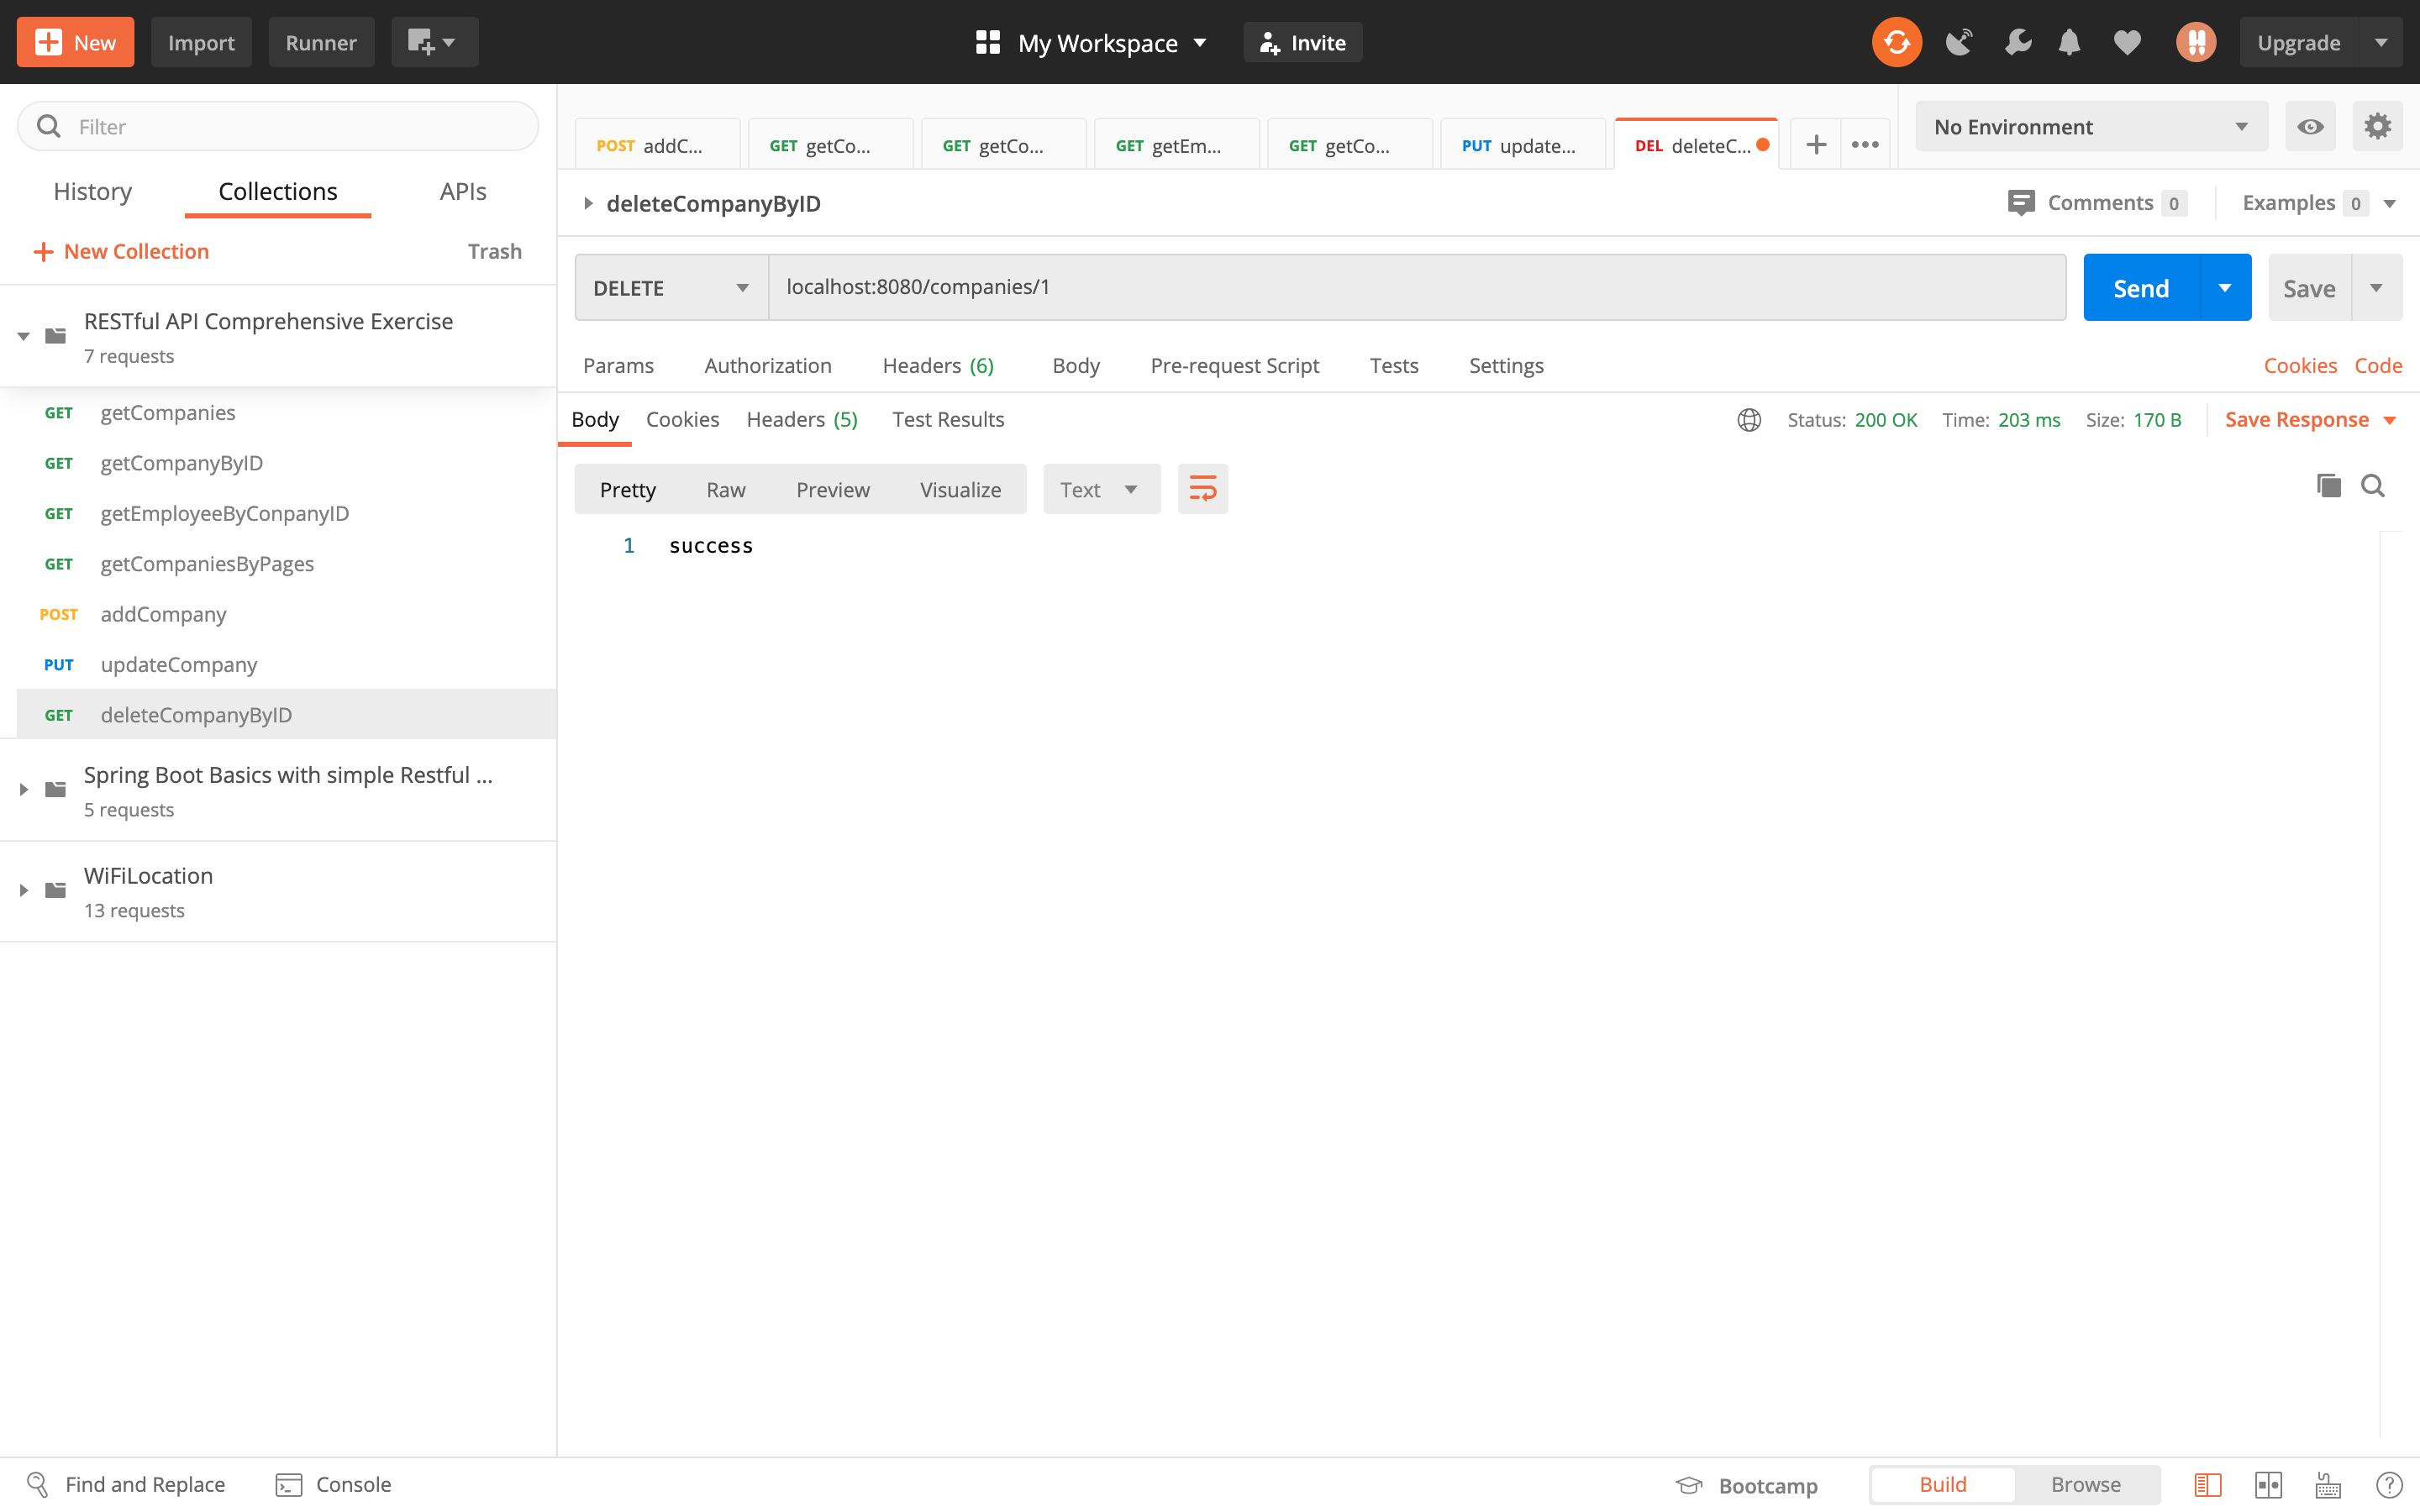 New
Import
Runner
My Workspace
Invite
Upgrade
Filter
History
Collections
APIs
New Collection
Trash
RESTful API Comprehensive Exercise
7 requests
GET getCompanies
GET getCompanyByID
GET getEmployeeByConpanyID
GET getCompaniesByPages
POST addCompany
PUT updateCompany
GET deleteCompanyByID
Spring Boot Basics with simple Restful ...
5 requests
WiFiLocation
13 requests
POST addC...
GET getCo...
GET getCo...
GET getEm...
GET getCo...
PUT update...
DEL deleteC...
No Environment
deleteCompanyByID
Comments 0
Examples 0
DELETE
localhost:8080/companies/1
Send
Save
Params
Authorization
Headers (6)
Body
Pre-request Script
Tests
Settings
Cookies
Code
Body
Cookies
Headers (5)
Test Results
Status: 200 OK
Time: 203 ms
Size: 170 B
Save Response
Pretty
Raw
Preview
Visualize
Text
1 success
Find and Replace
Console
Bootcamp
Build
Browse